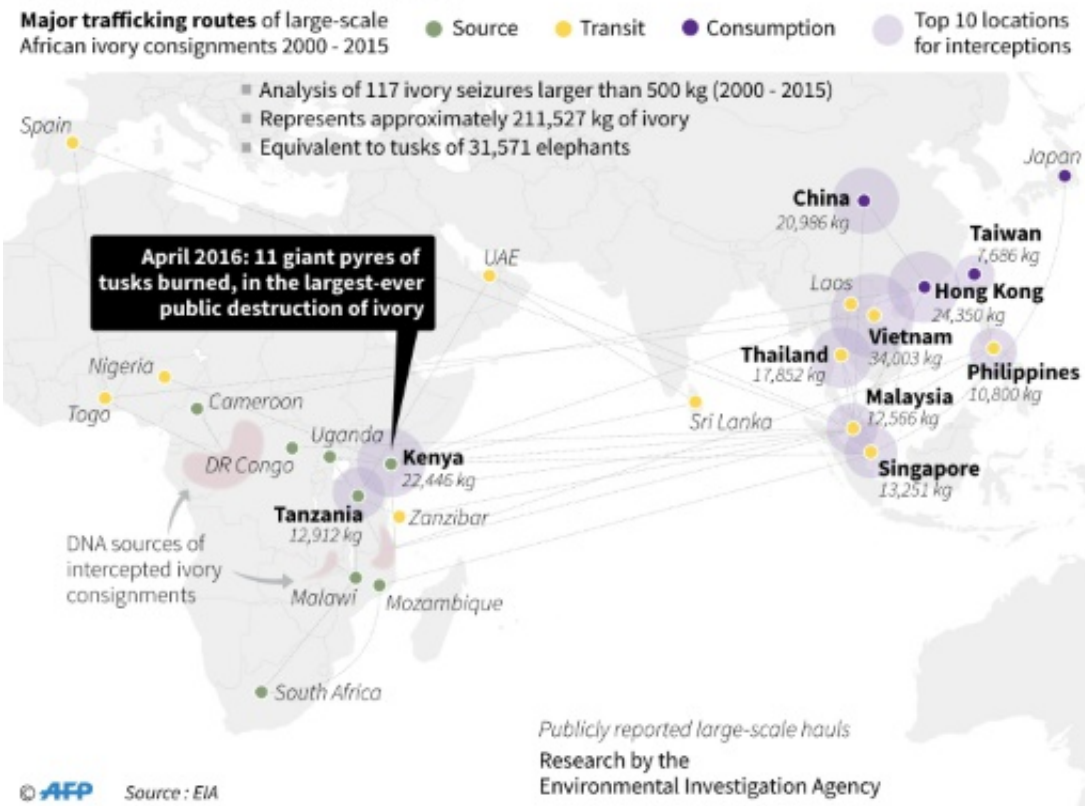 Major trafficking routes of large-scale
African ivory consignments 2000 - 2015
Source
Transit
Consumption
Top 10 locations
for interceptions
Analysis of 117 ivory seizures larger than 500 kg (2000 - 2015)
Represents approximately 211,527 kg of ivory
Equivalent to tusks of 31,571 elephants
Spain
Japan
China
20,986 kg
Taiwan
7,686 kg
April 2016: 11 giant pyres of
tusks burned, in the largest-ever
public destruction of ivory
UAE
Laos
Hong Kong
24,350 kg
Vietnam
34,003 kg
Thailand
17,852 kg
Philippines
10,800 kg
Nigeria
Togo
Cameroon
Malaysia
12,566 kg
Sri Lanka
Uganda
DR Congo
Kenya
22,446 kg
Singapore
13,251 kg
Tanzania
12,912 kg
Zanzibar
DNA sources of
intercepted ivory
consignments
Malawi
Mozambique
South Africa
Publicly reported large-scale hauls
Research by the
Environmental Investigation Agency
© AFP
Source : EIA